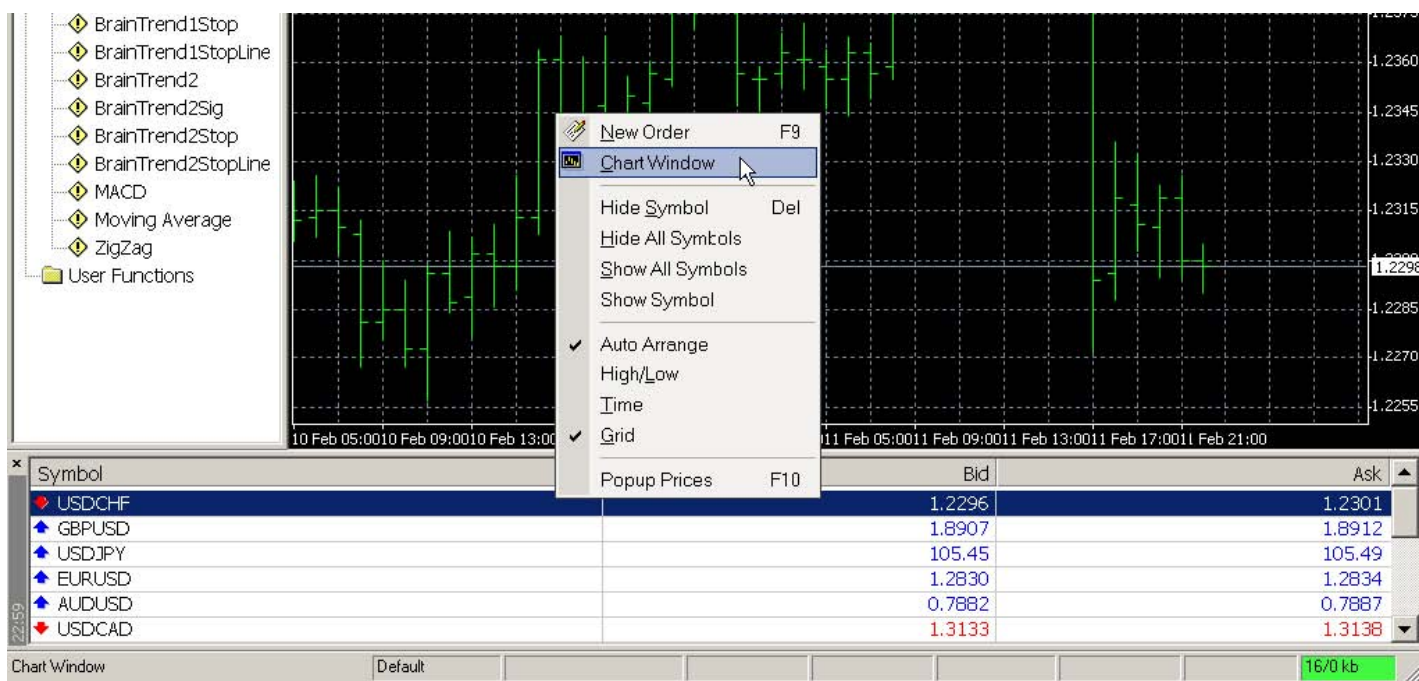 BrainTrend1Stop
BrainTrend1StopLine
BrainTrend2
BrainTrend2Sig
BrainTrend2Stop
BrainTrend2StopLine
MACD
Moving Average
ZigZag
User Functions
1.2360
1.2345
1.2330
1.2315
1.2298
1.2285
1.2270
1.2255
New Order F9
Chart Window
Hide Symbol Del
Hide All Symbols
Show All Symbols
Show Symbol
Auto Arrange
High/Low
Time
Grid
Popup Prices F10
10 Feb 05:00 10 Feb 09:00 10 Feb 13:00 11 Feb 05:00 11 Feb 09:00 11 Feb 13:00 11 Feb 17:00 11 Feb 21:00
Symbol Bid Ask
USDCHF 1.2296 1.2301
GBPUSD 1.8907 1.8912
USDJPY 105.45 105.49
EURUSD 1.2830 1.2834
AUDUSD 0.7882 0.7887
USDCAD 1.3133 1.3138
22:59
Chart Window Default 16/0 kb